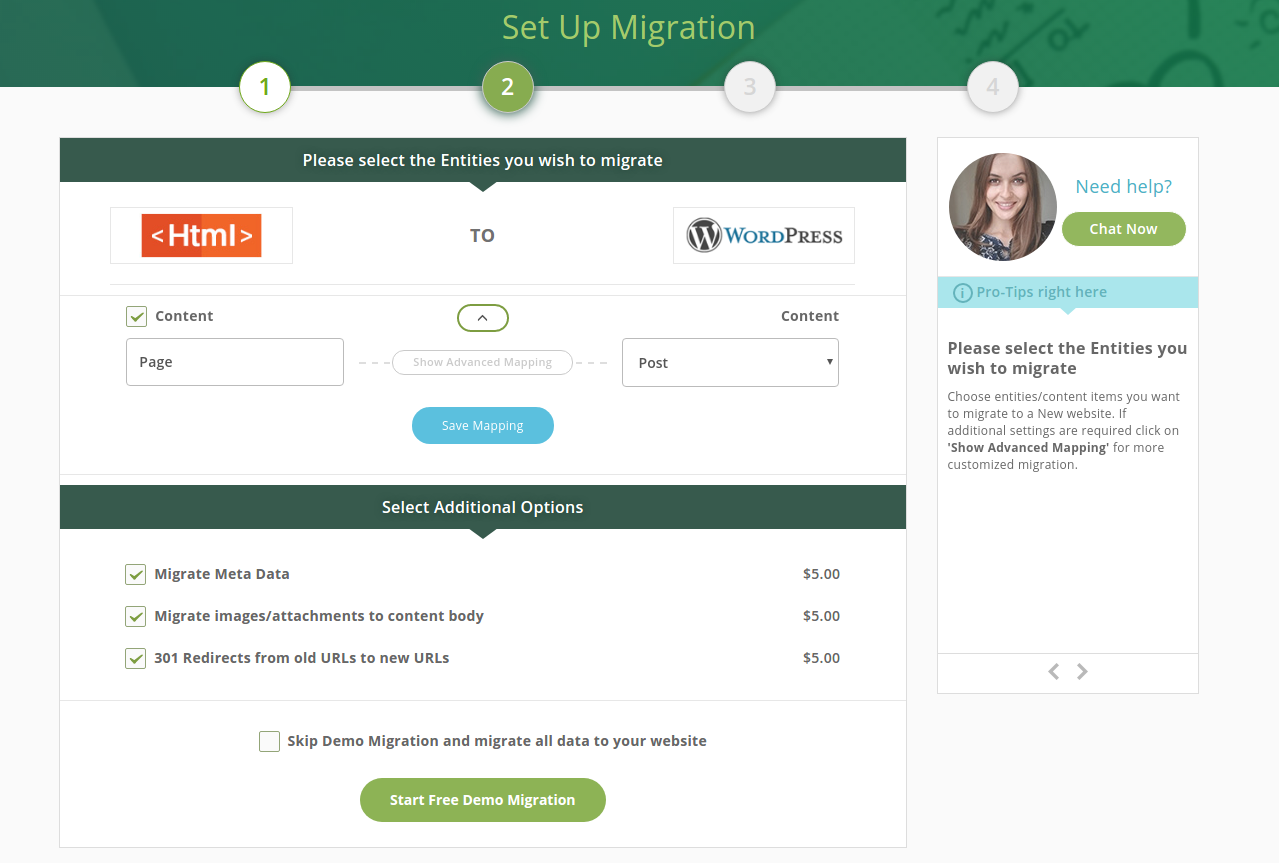 Set Up Migration
1 2 3 4
Please select the Entities you wish to migrate
<Html>
TO
WORDPRESS
Content
Content
Page
Show Advanced Mapping
Post
Save Mapping
Select Additional Options
Migrate Meta Data $5.00
Migrate images/attachments to content body $5.00
301 Redirects from old URLs to new URLs $5.00
Skip Demo Migration and migrate all data to your website
Start Free Demo Migration
Need help?
Chat Now
Pro-Tips right here
Please select the Entities you
wish to migrate
Choose entities/content items you want
to migrate to a New website. If
additional settings are required click on
'Show Advanced Mapping' for more
customized migration.